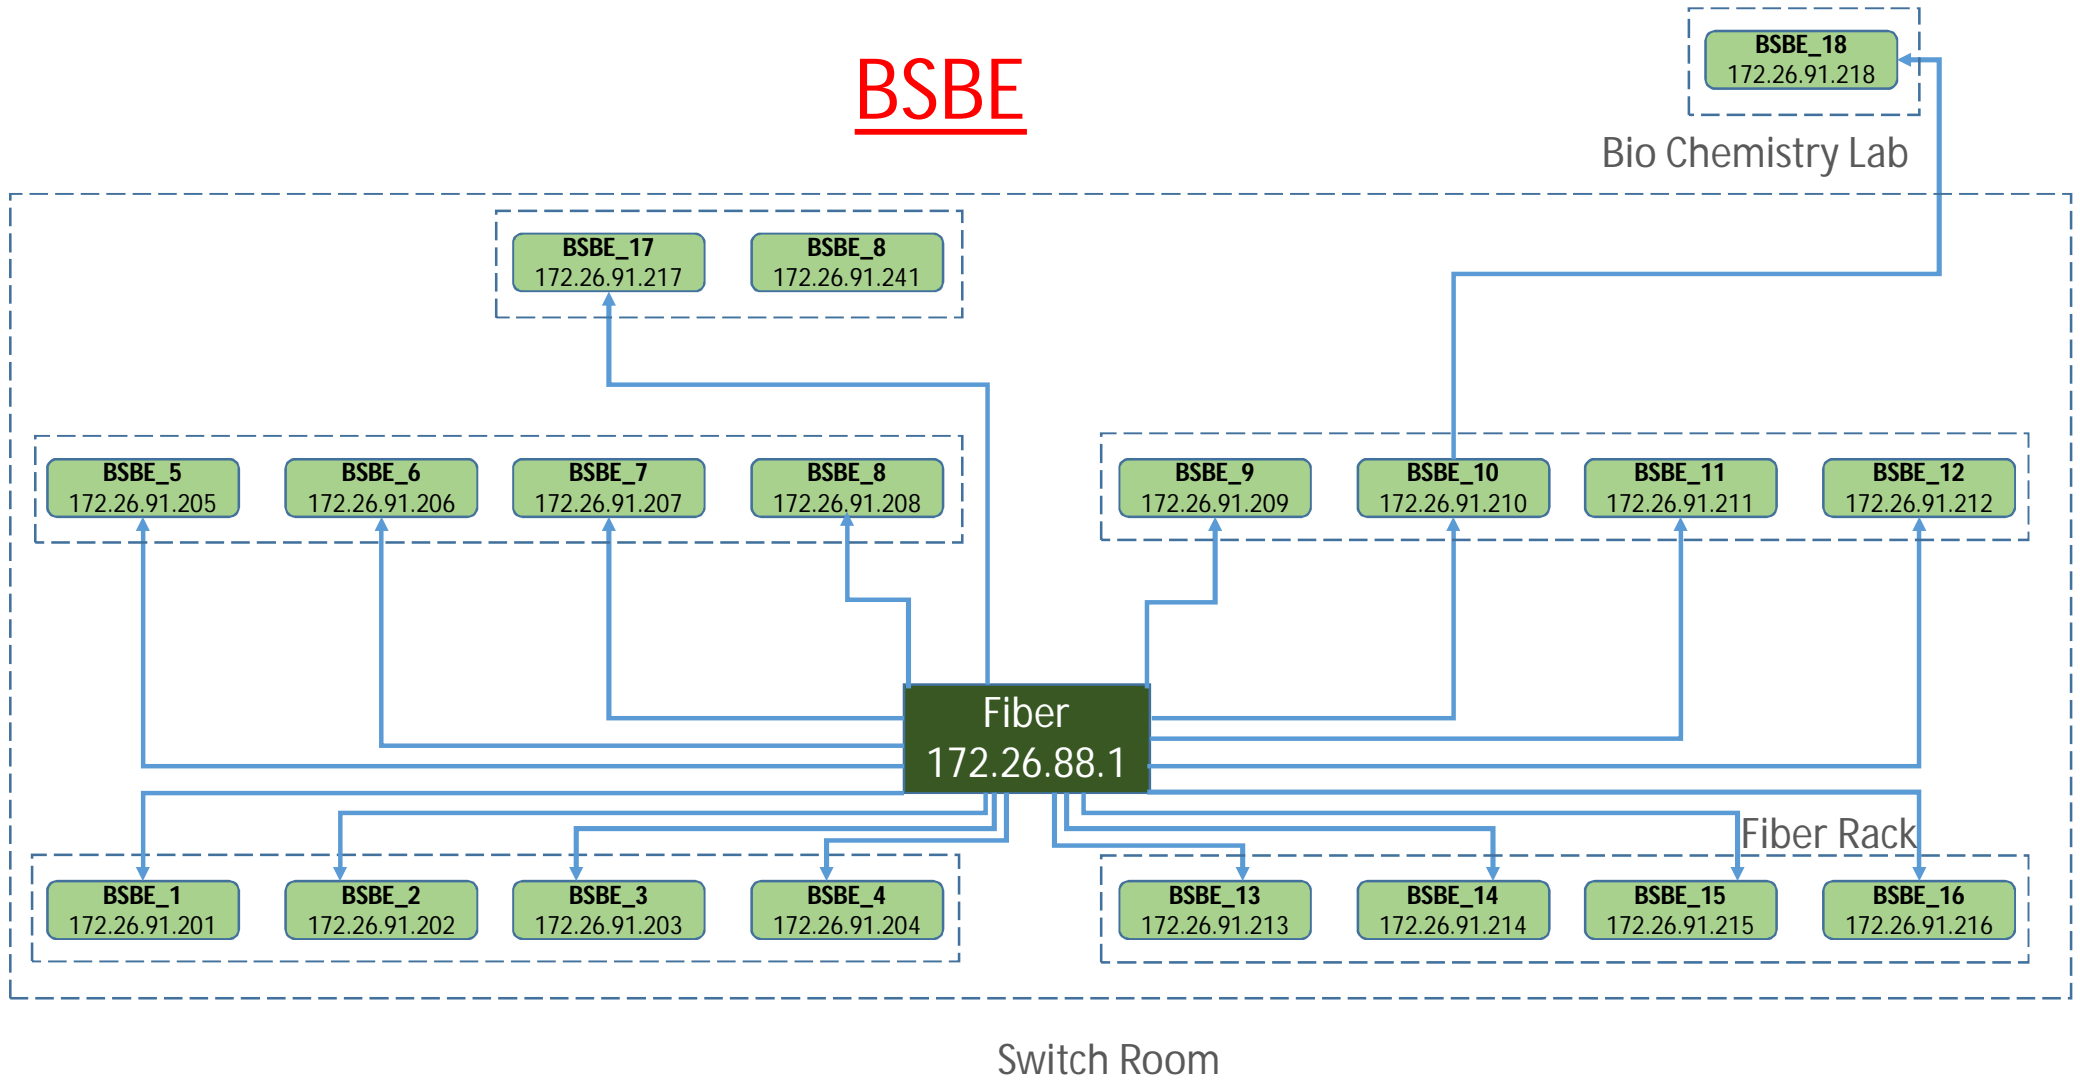 BSBE
BSBE_18
172.26.91.218
Bio Chemistry Lab
BSBE_17
172.26.91.217
BSBE_8
172.26.91.241
BSBE_5
172.26.91.205
BSBE_6
172.26.91.206
BSBE_7
172.26.91.207
BSBE_8
172.26.91.208
BSBE_9
172.26.91.209
BSBE_10
172.26.91.210
BSBE_11
172.26.91.211
BSBE_12
172.26.91.212
Fiber
172.26.88.1
Fiber Rack
BSBE_1
172.26.91.201
BSBE_2
172.26.91.202
BSBE_3
172.26.91.203
BSBE_4
172.26.91.204
BSBE_13
172.26.91.213
BSBE_14
172.26.91.214
BSBE_15
172.26.91.215
BSBE_16
172.26.91.216
Switch Room